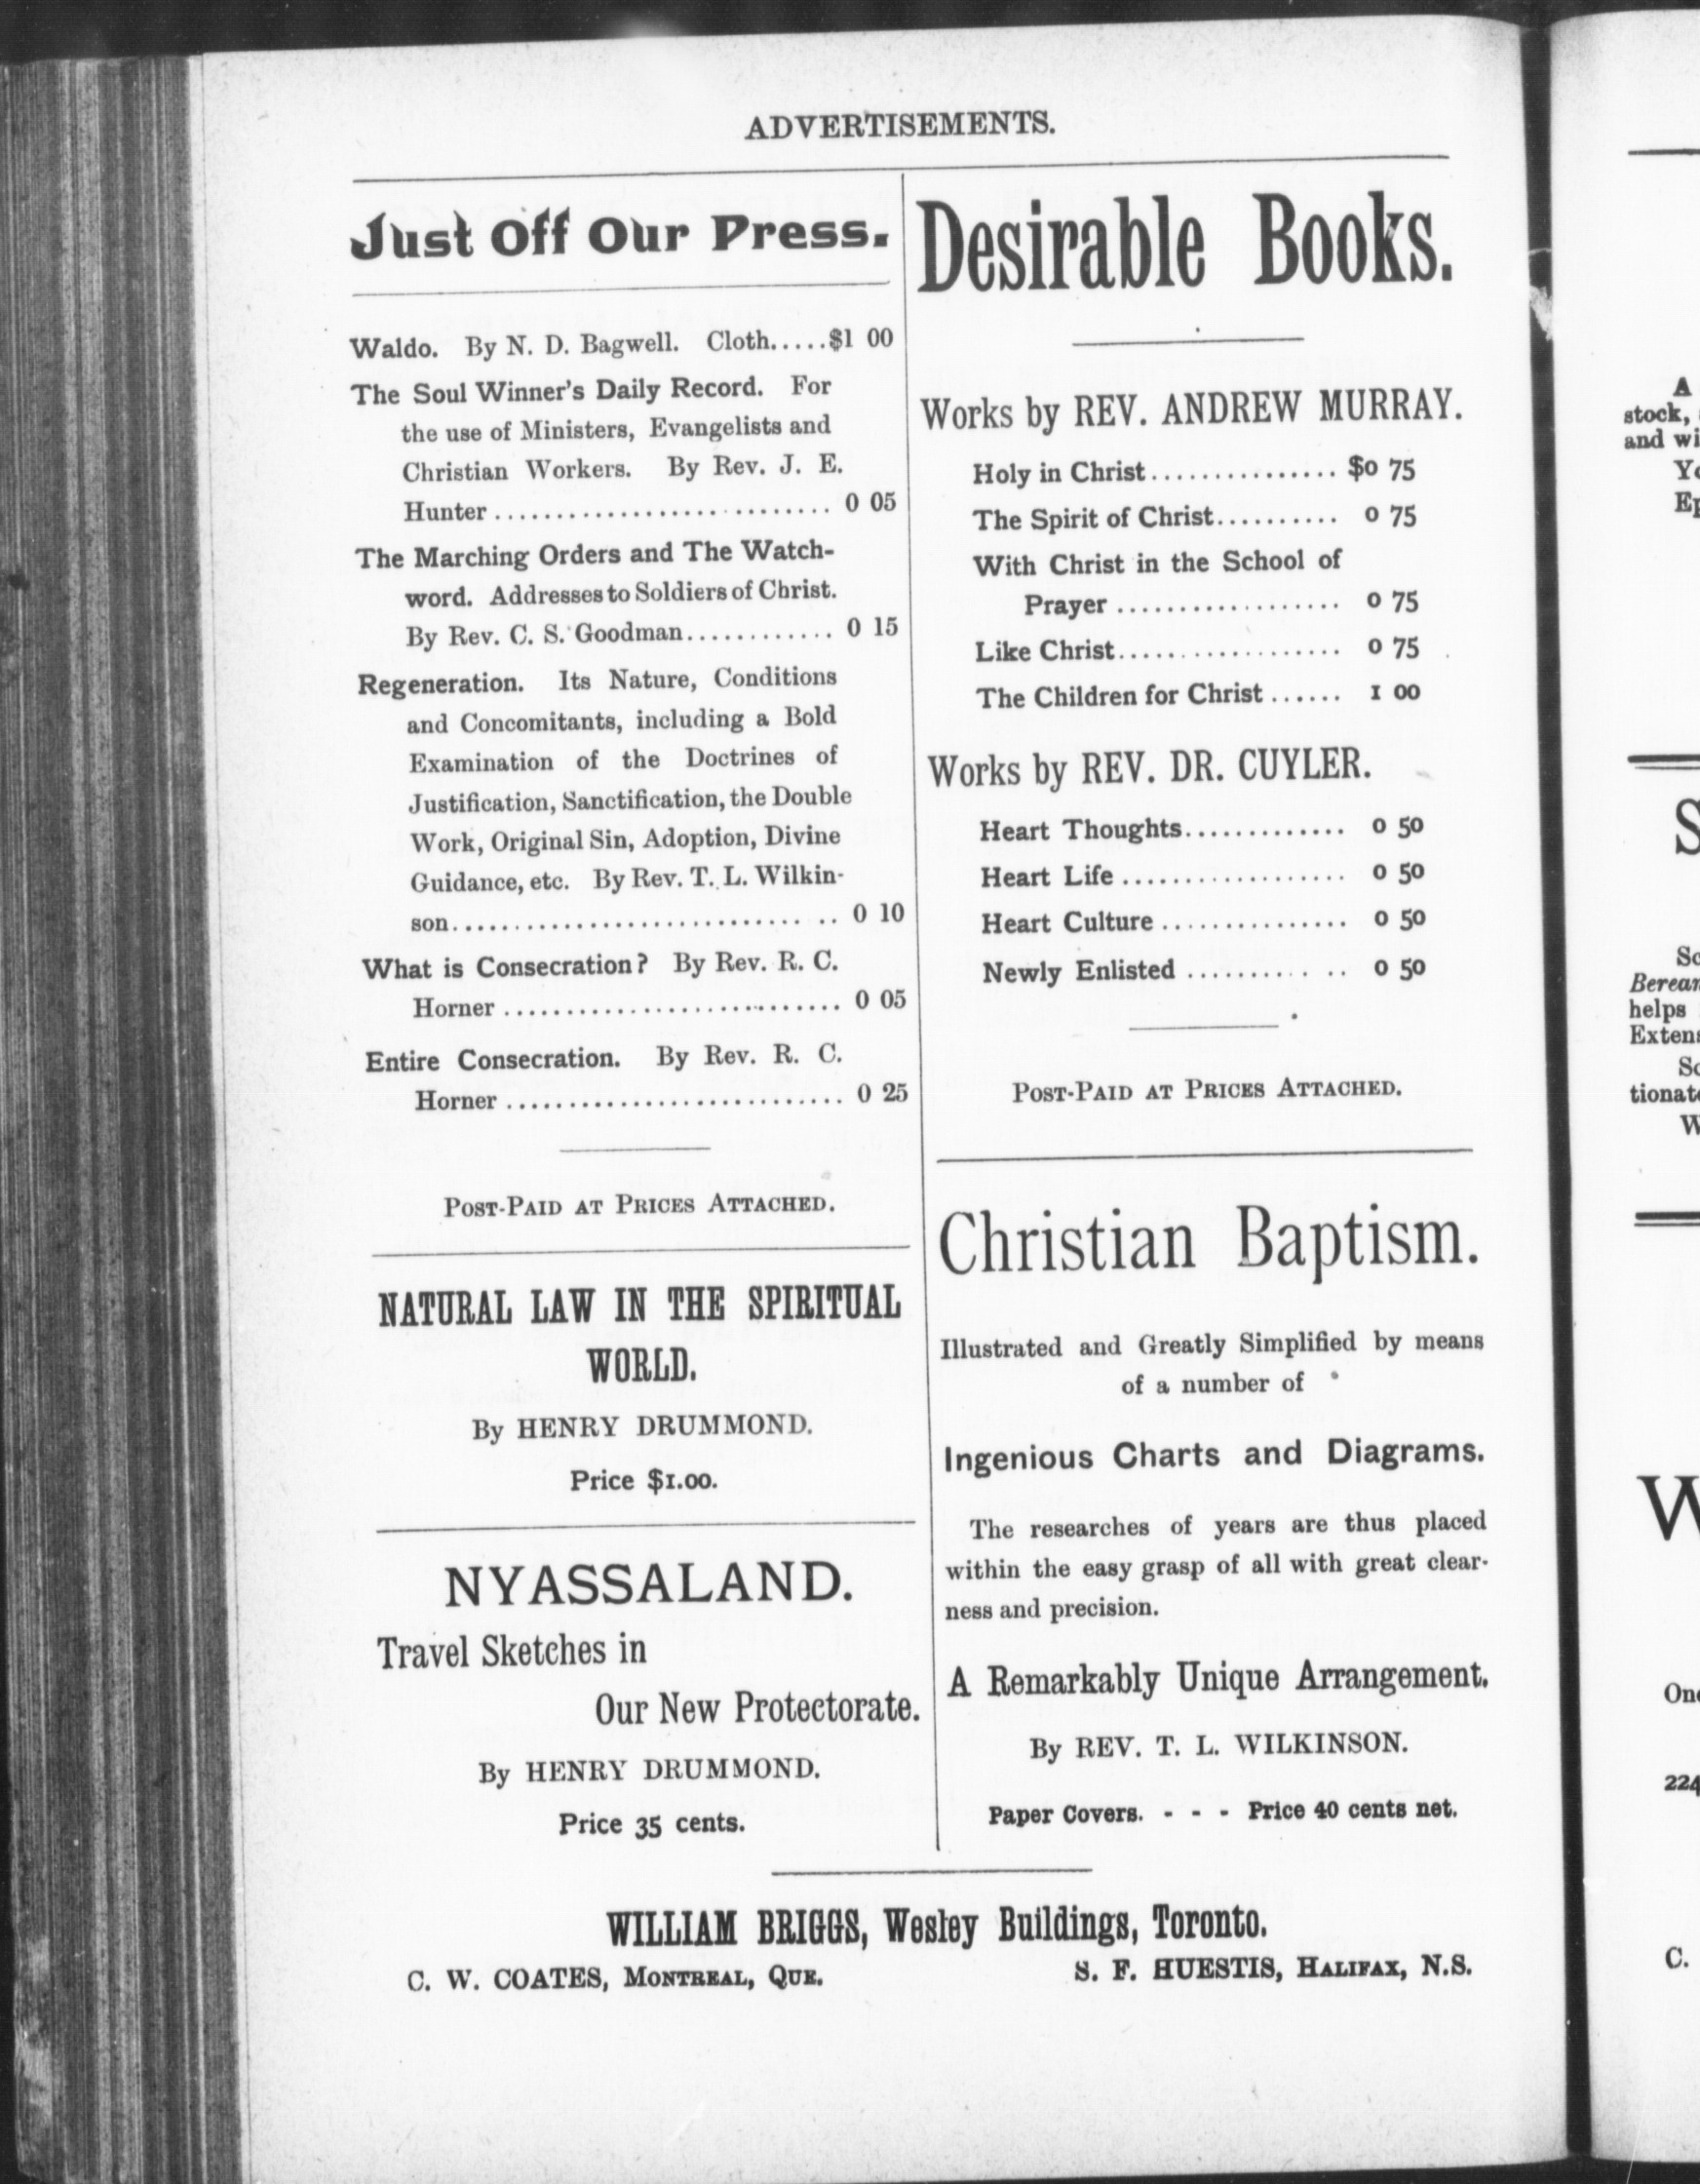 ADVERTISEMENTS.
Just Off Our Press.
Waldo. By N. D. Bagwell. Cloth.....$1 00
The Soul Winner's Daily Record. For
the use of Ministers, Evangelists and
Christian Workers. By Rev. J. E.
Hunter ............................ 0 05
The Marching Orders and The Watch-
word. Addresses to Soldiers of Christ.
By Rev. C. S. Goodman............ 0 15
Regeneration. Its Nature, Conditions
and Concomitants, including a Bold
Examination of the Doctrines of
Justification, Sanctification, the Double
Work, Original Sin, Adoption, Divine
Guidance, etc. By Rev. T. L. Wilkin-
son............................... 0 10
What is Consecration? By Rev. R. C.
Horner ............................ 0 05
Entire Consecration. By Rev. R. C.
Horner ............................ 0 25
POST-PAID AT PRICES ATTACHED.
NATURAL LAW IN THE SPIRITUAL
WORLD.
By HENRY DRUMMOND.
Price $1.00.
NYASSALAND.
Travel Sketches in
Our New Protectorate.
By HENRY DRUMMOND.
Price 35 cents.
Desirable Books.
Works by REV. ANDREW MURRAY.
Holy in Christ............... $0 75
The Spirit of Christ.......... 0 75
With Christ in the School of
Prayer .................. 0 75
Like Christ.................. 0 75
The Children for Christ ...... 1 00
Works by REV. DR. CUYLER.
Heart Thoughts............. 0 50
Heart Life .................. 0 50
Heart Culture ............... 0 50
Newly Enlisted ............. 0 50
POST-PAID AT PRICES ATTACHED.
Christian Baptism.
Illustrated and Greatly Simplified by means
of a number of
Ingenious Charts and Diagrams.
The researches of years are thus placed
within the easy grasp of all with great clear-
ness and precision.
A Remarkably Unique Arrangement.
By REV. T. L. WILKINSON.
Paper Covers. - - - Price 40 cents net.
WILLIAM BRIGGS, Wesley Buildings, Toronto.
C. W. COATES, MONTREAL, QUE. S. F. HUESTIS, HALIFAX, N.S.
A
stock,
and
helps
224
C.